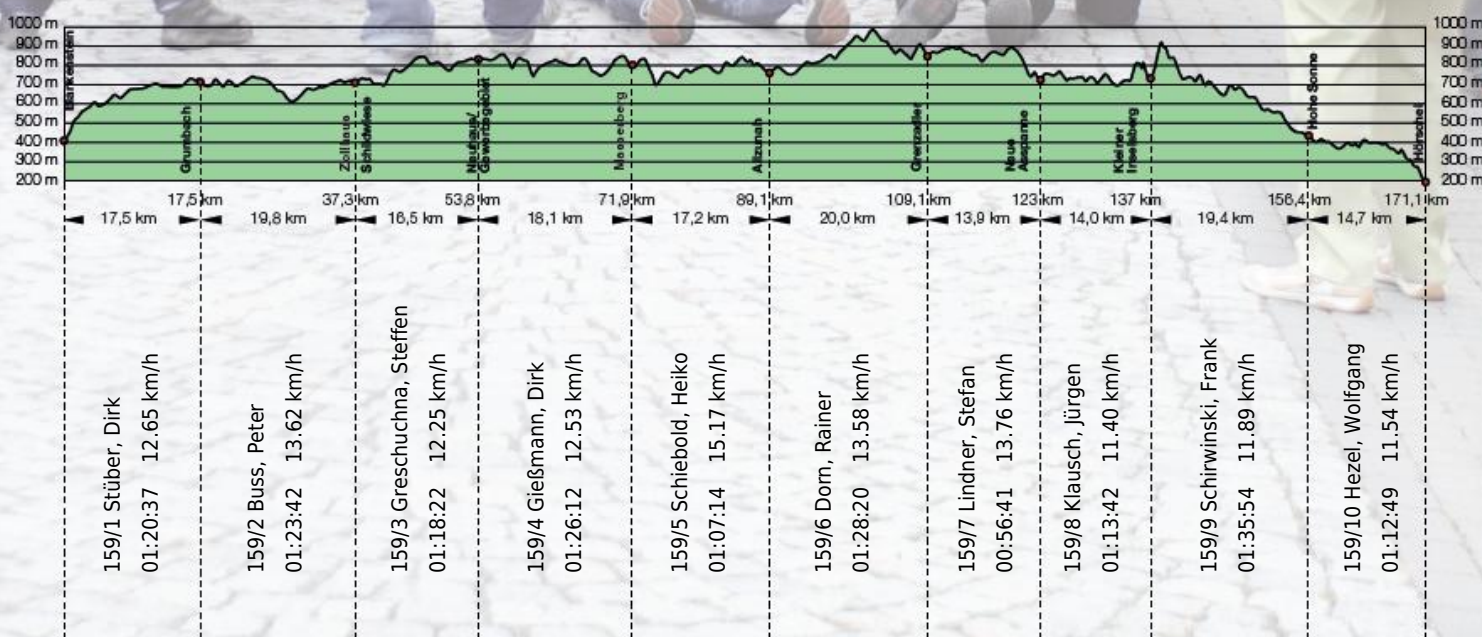 1000 m
900 m
800 m
700 m
600 m
500 m
400 m
300 m
200 m
1000 m
900 m
800 m
700 m
600 m
500 m
400 m
300 m
200 m
Blankenstein
Grumbach
Zollhaus
Schildwiese
Neuhaus/
Masserberg
Allzunah
Grenzadler
Neue
Ausspanne
Kleiner
Inselsberg
Hohe Sonne
Hörschel
17,5 km
37,3 km
53,8 km
71,9 km
89,1 km
109,1 km
123 km
137 km
156,4 km
171,1 km
17,5 km
19,8 km
16,5 km
18,1 km
17,2 km
20,0 km
13,9 km
14,0 km
19,4 km
14,7 km
159/1 Stüber, Dirk
01:20:37 12.65 km/h
159/2 Buss, Peter
01:23:42 13.62 km/h
159/3 Greschuchna, Steffen
01:18:22 12.25 km/h
159/4 Gießmann, Dirk
01:26:12 12.53 km/h
159/5 Schiebold, Heiko
01:07:14 15.17 km/h
159/6 Dorn, Rainer
01:28:20 13.58 km/h
159/7 Lindner, Stefan
00:56:41 13.76 km/h
159/8 Klausch, Jürgen
01:13:42 11.40 km/h
159/9 Schirwinski, Frank
01:35:54 11.89 km/h
159/10 Hezel, Wolfgang
01:12:49 11.54 km/h